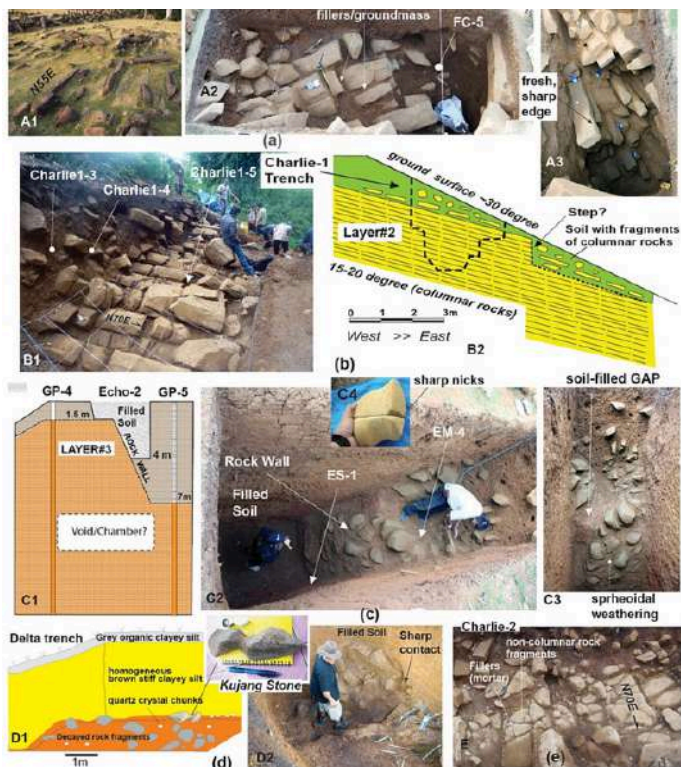 N55E
A1
fillers/groundmass
FC-5
A2
(a)
fresh,
sharp
edge
A3
Charlie1-3
Charlie1-4
Charlie1-5
N70E
B1
Charlie-1
Trench
ground surface ~30 degree
Step?
Soil with fragments
of columnar rocks
Layer#2
15-20 degree (columnar rocks)
0 1 2 3m
West >> East
(b)
B2
GP-4 Echo-2 GP-5
1.5 m
Filled
Soil
LAYER#3
ROCK WALL
4 m
7m
Void/Chamber?
C1
C4
sharp nicks
EM-4
Rock Wall
ES-1
Filled
Soil
C2
(c)
soil-filled GAP
C3
sprheoidal
weathering
Delta trench
Grey organic clayey silt
homogeneous
brown stiff clayey silt
quartz crystal chunks
Decayed rock fragments
D1
1m
Kujang Stone
(d)
Filled Soil
Sharp
contact
D2
Charlie-2
non-columnar rock
fragments
Fillers
(mortar)
N70E
E
(e)